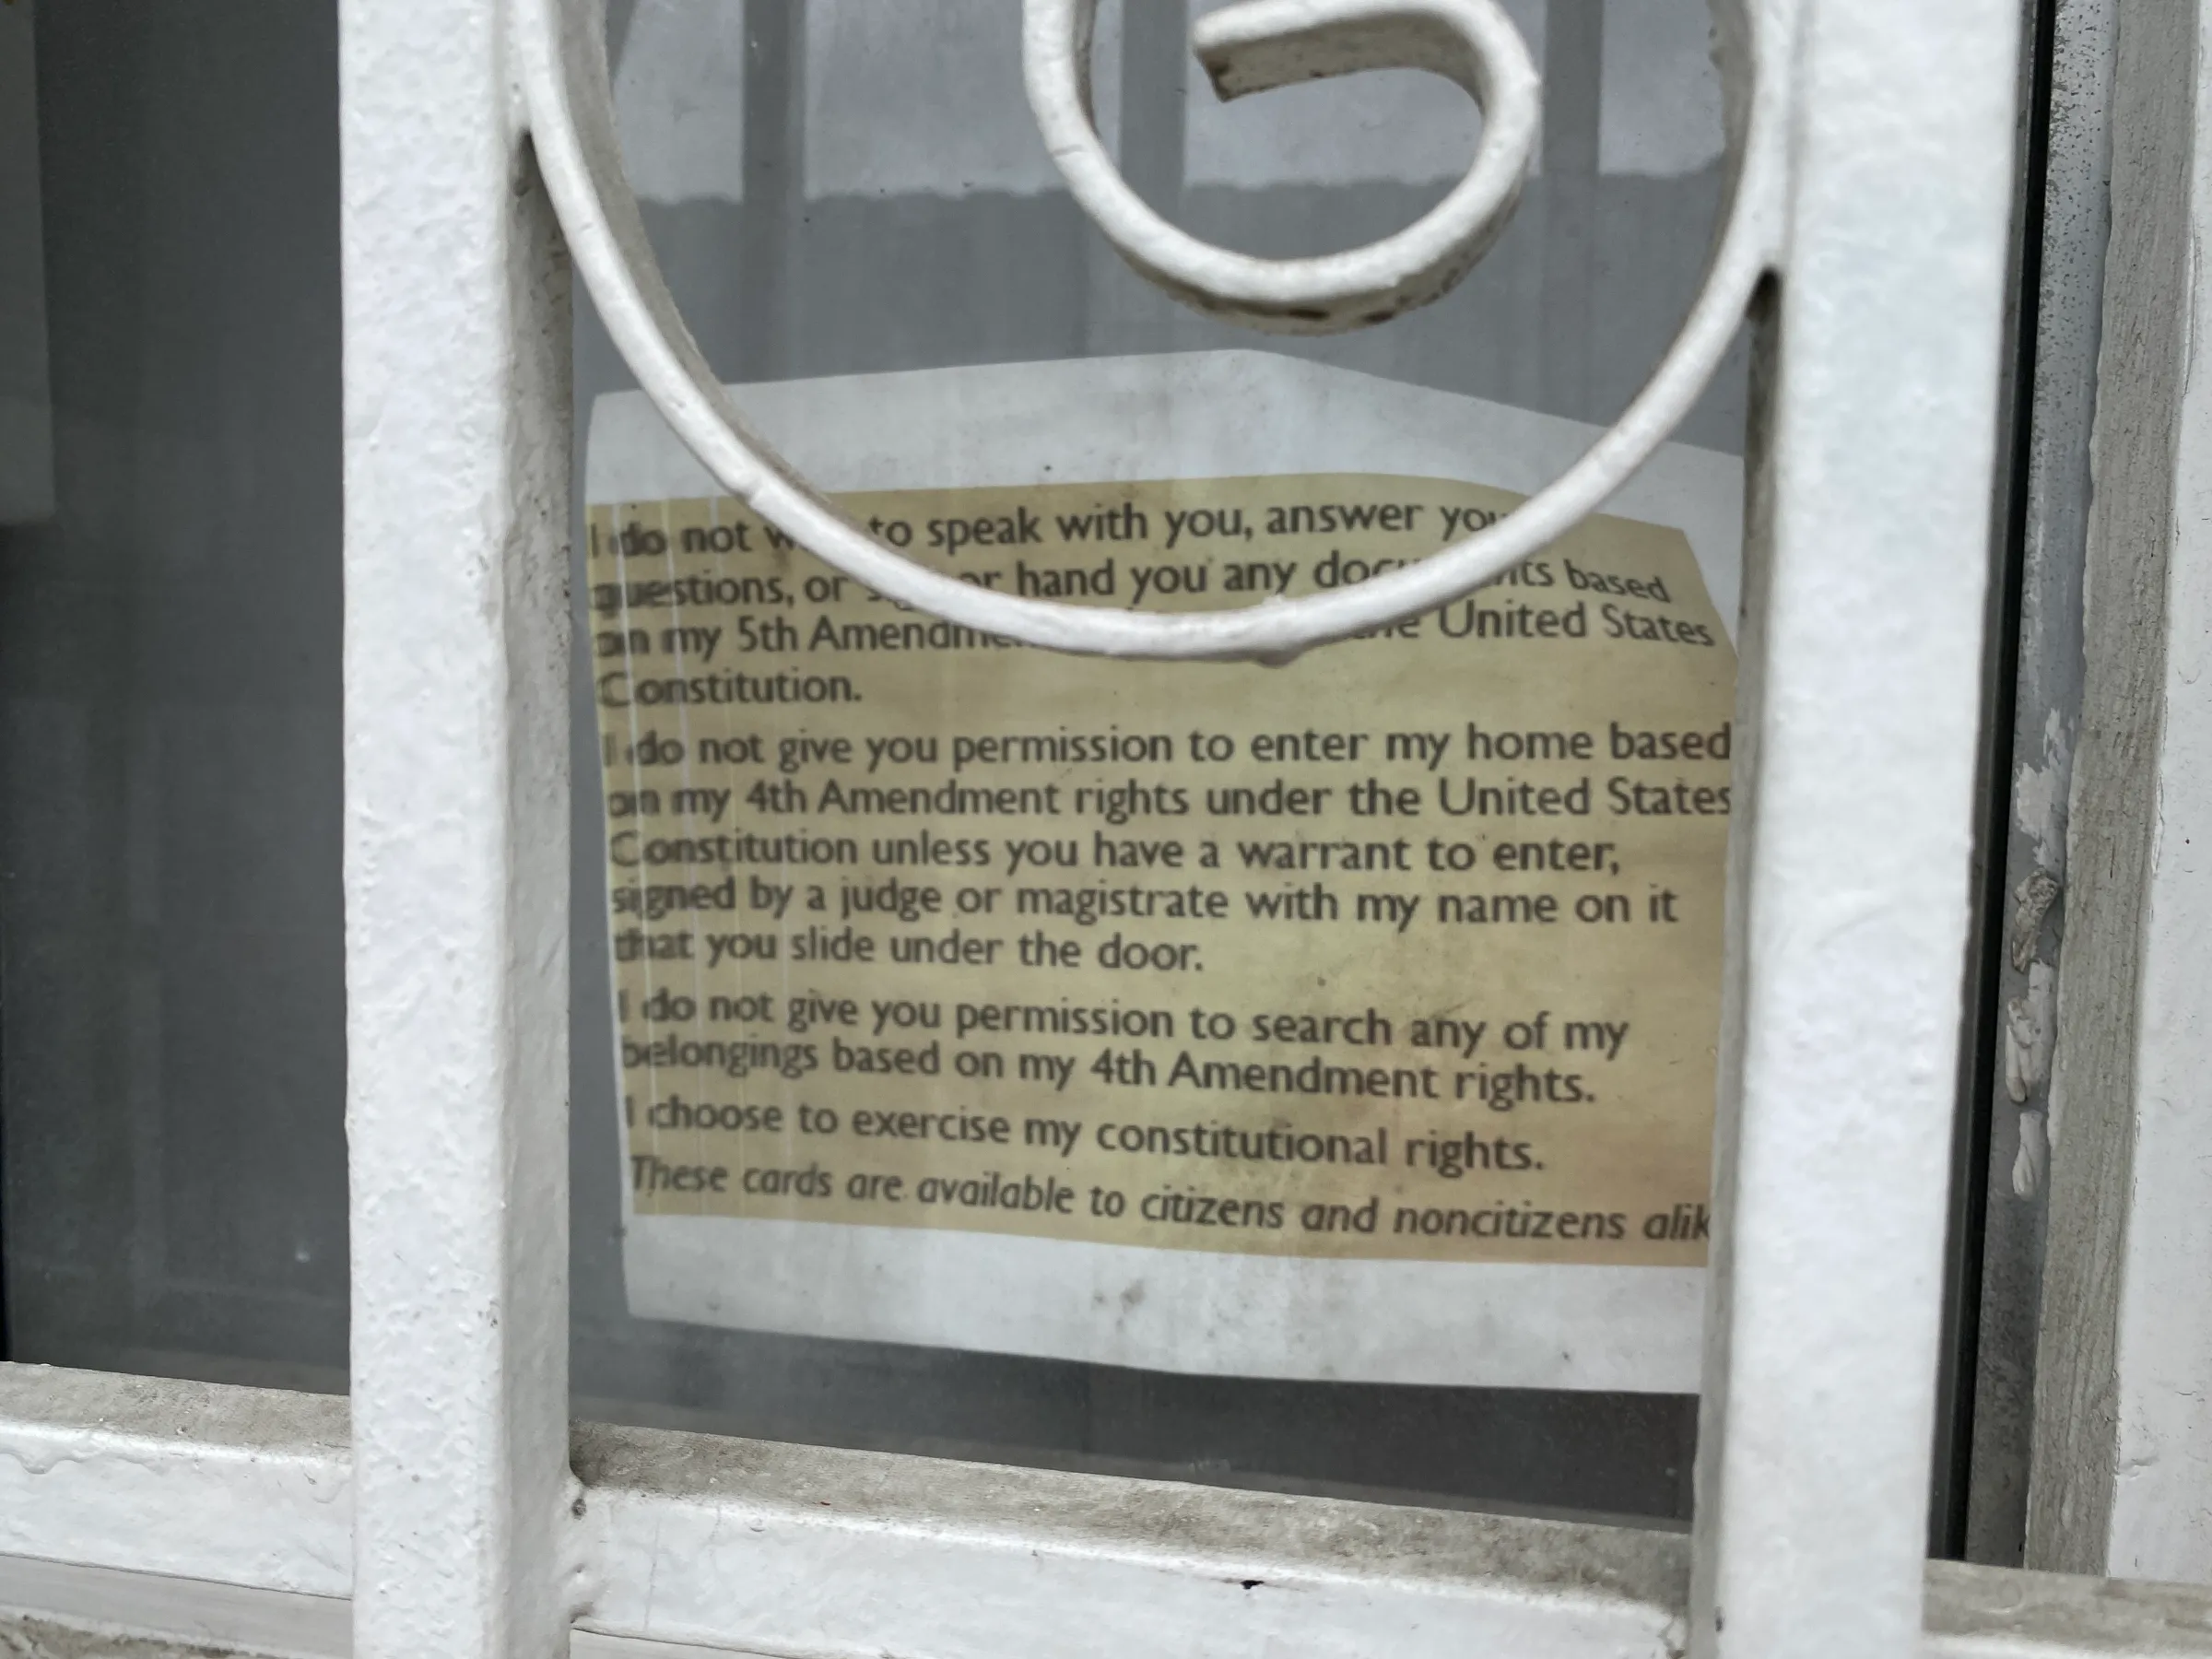 I do not to speak with you, answer
questions, or or hand you any based
on my 5th the United States
Constitution.
I do not give you permission to enter my home based
on my 4th Amendment rights under the United States
Constitution unless you have a warrant to enter,
signed by a judge or magistrate with my name on it
that you slide under the door.
I do not give you permission to search any of my
belongings based on my 4th Amendment rights.
I choose to exercise my constitutional rights.
These cards are available to citizens and noncitizens